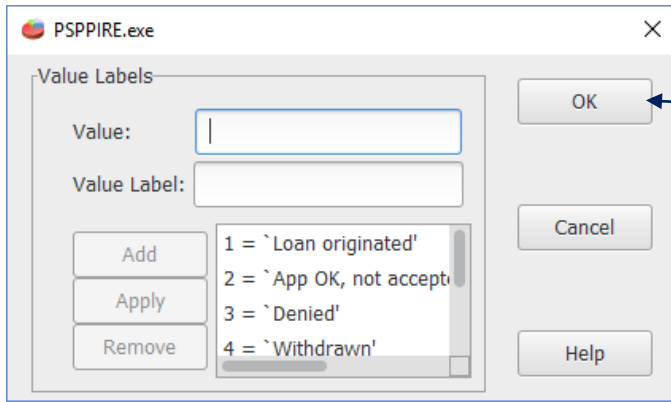 PSPPIRE.exe
Value Labels
Value:
Value Label:
Add
Apply
Remove
1 = `Loan originated'
2 = `App OK, not accept
3 = `Denied'
4 = `Withdrawn'
OK
Cancel
Help